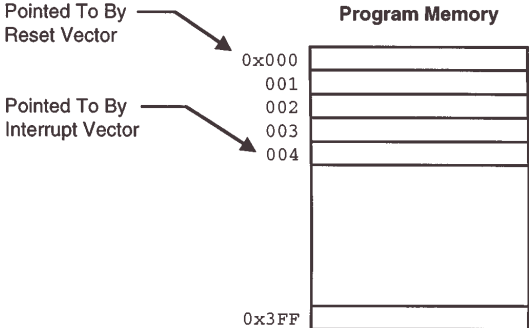 Pointed To By
Reset Vector
Program Memory
0x000
001
002
003
004
Pointed To By
Interrupt Vector
0x3FF